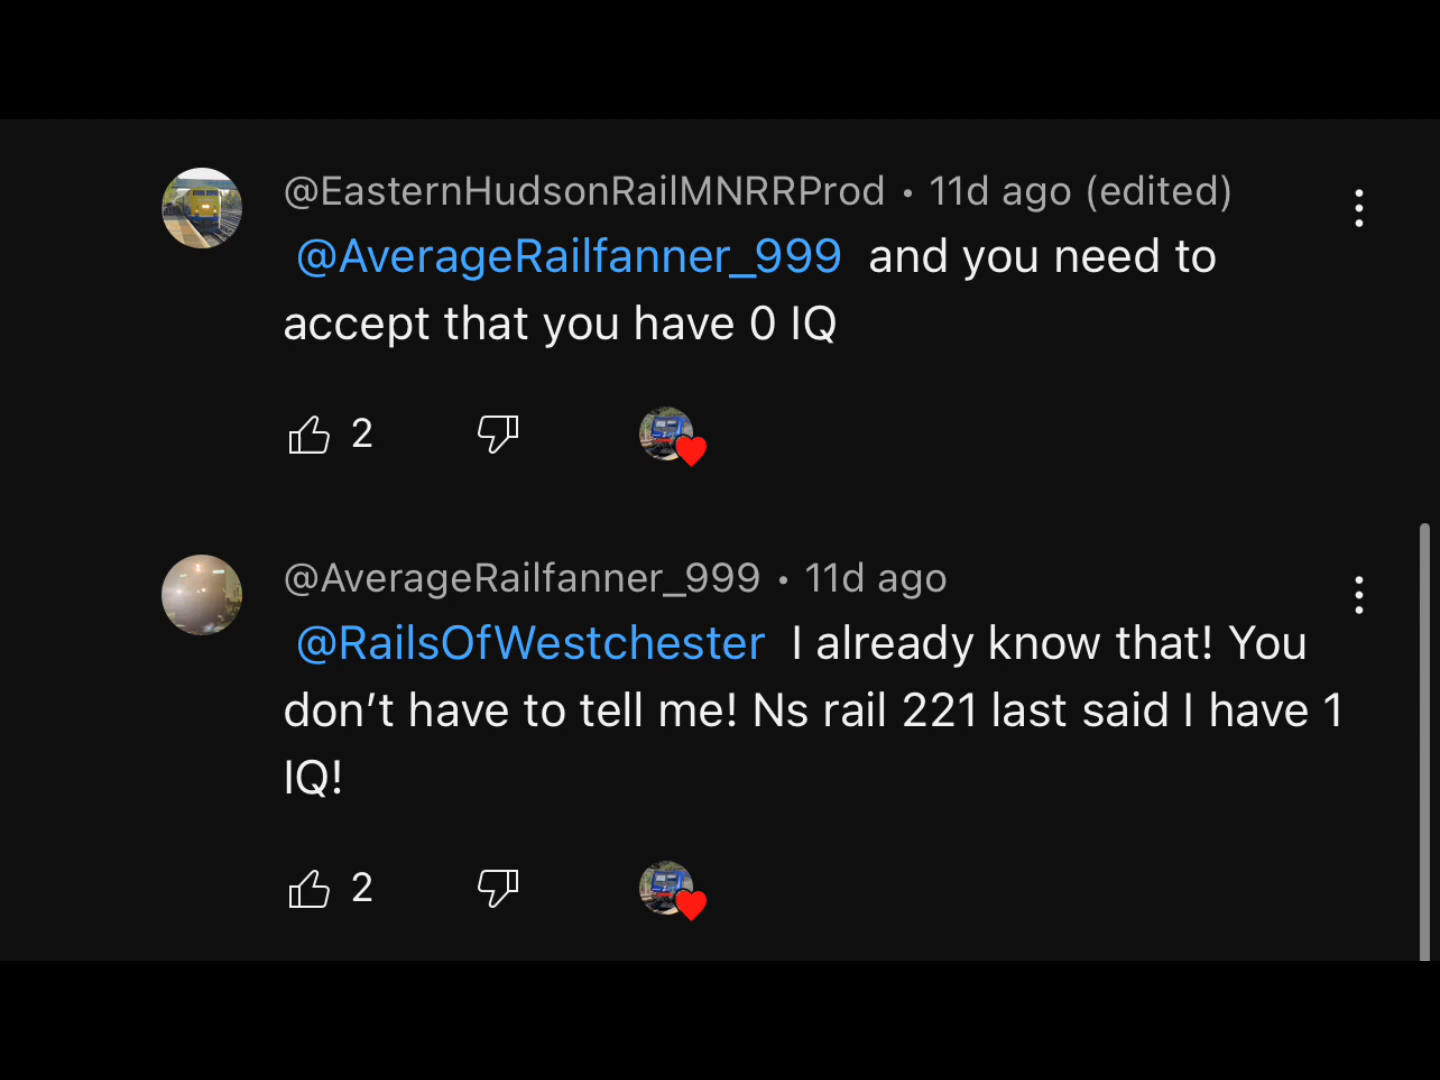 @EasternHudsonRailMNRRProd • 11d ago (edited)
@AverageRailfanner_999 and you need to
accept that you have 0 IQ
2
@AverageRailfanner_999 • 11d ago
@RailsOfWestchester I already know that! You
don’t have to tell me! Ns rail 221 last said I have 1
IQ!
2